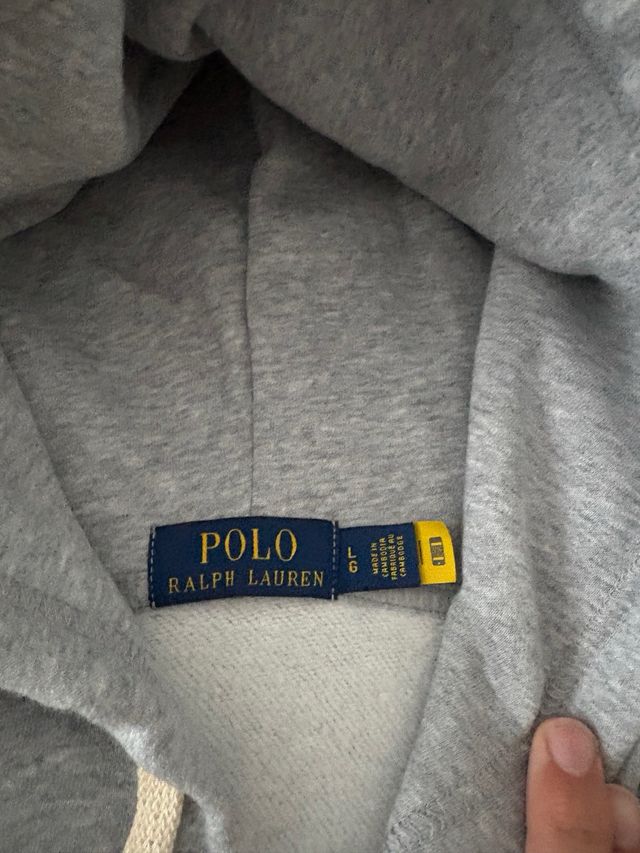 POLO
RALPH LAUREN
L
G
MADE IN
CAMBODIA
FABRIQUÉ AU
CAMBODGE